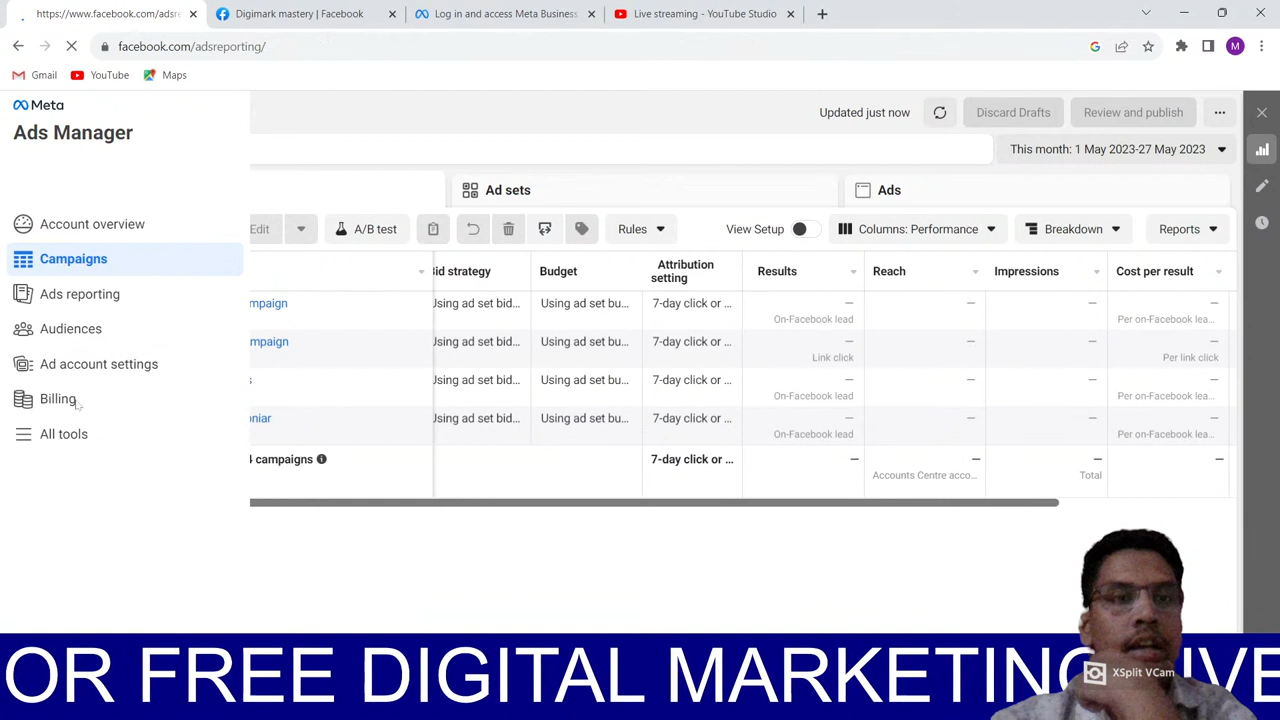 https://www.facebook.com/adsre
Digimark mastery | Facebook
Log in and access Meta Business
Live streaming - YouTube Studio
facebook.com/adsreporting/
G
M
Gmail
YouTube
Maps
Meta
Ads Manager
Updated just now
Discard Drafts
Review and publish
This month: 1 May 2023-27 May 2023
Account overview
Campaigns
Ads reporting
Audiences
Ad account settings
Billing
All tools
Ad sets
Ads
Edit
A/B test
Rules
View Setup
Columns: Performance
Breakdown
Reports
Bid strategy
Budget
Attribution
setting
Results
Reach
Impressions
Cost per result
mpaign
Using ad set bid...
Using ad set bu...
7-day click or ...
—
—
—
—
On-Facebook lead
Per on-Facebook lea...
mpaign
Using ad set bid...
Using ad set bu...
7-day click or ...
—
—
—
—
Link click
Per link click
s
Using ad set bid...
Using ad set bu...
7-day click or ...
—
—
—
—
On-Facebook lead
Per on-Facebook lea...
oniar
Using ad set bid...
Using ad set bu...
7-day click or ...
—
—
—
—
On-Facebook lead
Per on-Facebook lea...
4 campaigns
7-day click or ...
—
—
—
—
Accounts Centre acco...
Total
XSplit VCam
OR FREE DIGITAL MARKETING IVE